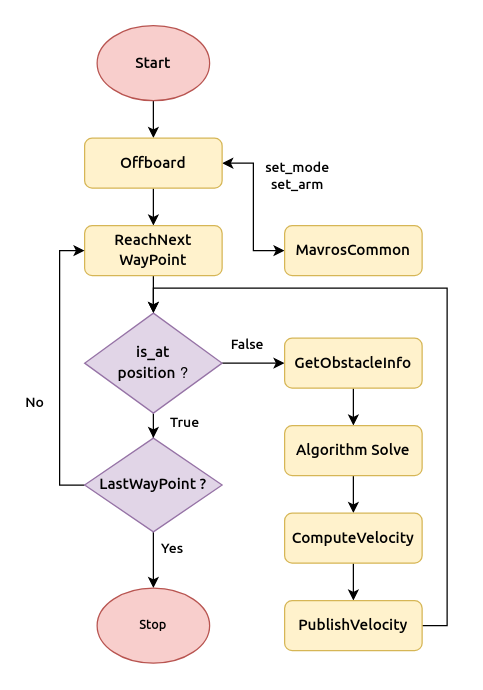 Start
Offboard
set_mode
set_arm
ReachNext
WayPoint
MavrosCommon
is_at
position ?
False
GetObstacleInfo
No
True
Algorithm Solve
LastWayPoint ?
ComputeVelocity
Yes
Stop
PublishVelocity